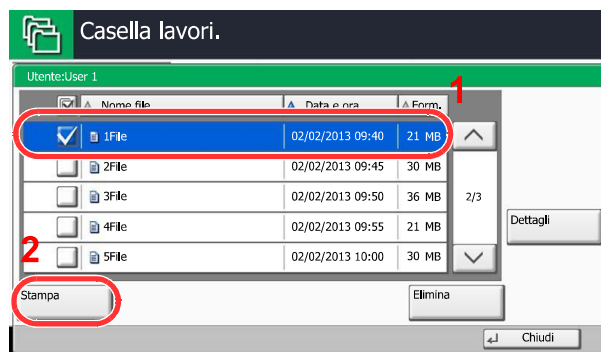 Casella lavori.
Utente:User 1
1
Nome file Data e ora Form.
1File 02/02/2013 09:40 21 MB
2File 02/02/2013 09:45 30 MB
3File 02/02/2013 09:50 36 MB 2/3
4File 02/02/2013 09:55 21 MB
Dettagli
2
5File 02/02/2013 10:00 30 MB
Stampa Elimina
Chiudi